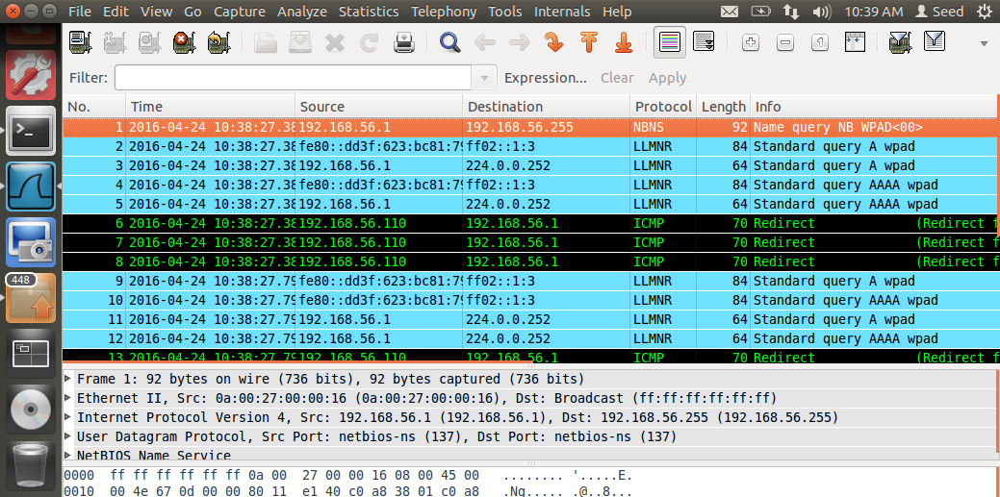 File Edit View Go Capture Analyze Statistics Telephony Tools Internals Help 10:39 AM Seed
Filter: Expression... Clear Apply
No. Time Source Destination Protocol Length Info
1 2016-04-24 10:38:27.38 192.168.56.1 192.168.56.255 NBNS 92 Name query NB WPAD<00>
2 2016-04-24 10:38:27.38 fe80::dd3f:623:bc81:79 ff02::1:3 LLMNR 84 Standard query A wpad
3 2016-04-24 10:38:27.38 192.168.56.1 224.0.0.252 LLMNR 64 Standard query A wpad
4 2016-04-24 10:38:27.38 fe80::dd3f:623:bc81:79 ff02::1:3 LLMNR 84 Standard query AAAA wpad
5 2016-04-24 10:38:27.38 192.168.56.1 224.0.0.252 LLMNR 64 Standard query AAAA wpad
6 2016-04-24 10:38:27.38 192.168.56.110 192.168.56.1 ICMP 70 Redirect (Redirect f
7 2016-04-24 10:38:27.79 192.168.56.110 192.168.56.1 ICMP 70 Redirect (Redirect f
8 2016-04-24 10:38:27.79 192.168.56.110 192.168.56.1 ICMP 70 Redirect (Redirect f
9 2016-04-24 10:38:27.79 fe80::dd3f:623:bc81:79 ff02::1:3 LLMNR 84 Standard query A wpad
10 2016-04-24 10:38:27.79 fe80::dd3f:623:bc81:79 ff02::1:3 LLMNR 84 Standard query AAAA wpad
11 2016-04-24 10:38:27.79 192.168.56.1 224.0.0.252 LLMNR 64 Standard query A wpad
12 2016-04-24 10:38:27.79 192.168.56.1 224.0.0.252 LLMNR 64 Standard query AAAA wpad
13 2016-04-24 10:38:27.79 192.168.56.110 192.168.56.1 ICMP 70 Redirect (Redirect f
448
Frame 1: 92 bytes on wire (736 bits), 92 bytes captured (736 bits)
Ethernet II, Src: 0a:00:27:00:00:16 (0a:00:27:00:00:16), Dst: Broadcast (ff:ff:ff:ff:ff:ff)
Internet Protocol Version 4, Src: 192.168.56.1 (192.168.56.1), Dst: 192.168.56.255 (192.168.56.255)
User Datagram Protocol, Src Port: netbios-ns (137), Dst Port: netbios-ns (137)
NetBIOS Name Service
0000 ff ff ff ff ff ff 0a 00 27 00 00 16 08 00 45 00 ........ '.....E.
0010 00 4e 67 0d 00 00 80 11 e1 40 c0 a8 38 01 c0 a8 .Ng..... .@..8...